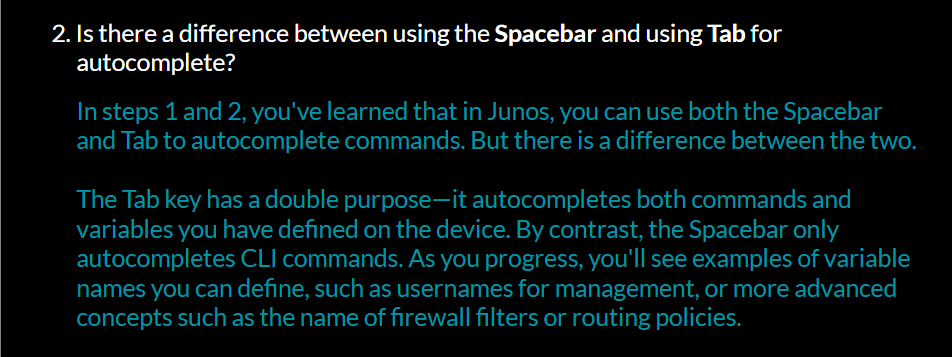 2. Is there a difference between using the Spacebar and using Tab for
autocomplete?
In steps 1 and 2, you've learned that in Junos, you can use both the Spacebar
and Tab to autocomplete commands. But there is a difference between the two.
The Tab key has a double purpose—it autocompletes both commands and
variables you have defined on the device. By contrast, the Spacebar only
autocompletes CLI commands. As you progress, you'll see examples of variable
names you can define, such as usernames for management, or more advanced
concepts such as the name of firewall filters or routing policies.